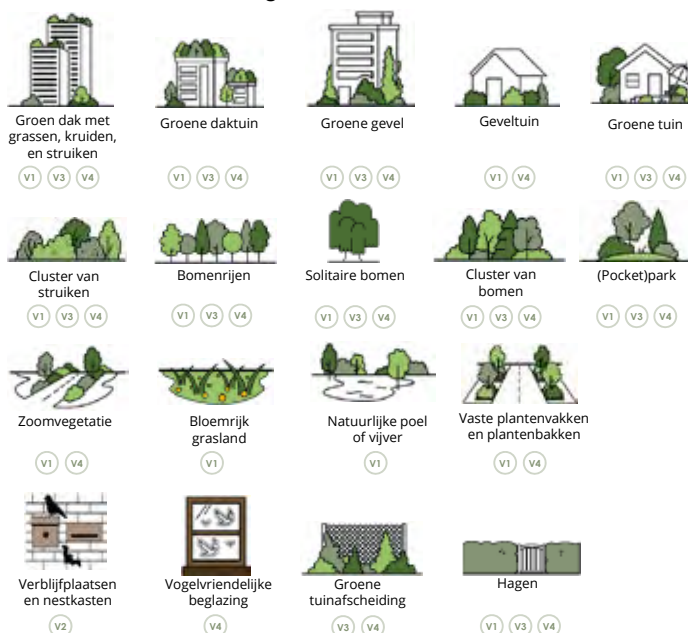 Groen dak met
grassen, kruiden,
en struiken
V1 V3 V4
Groene daktuin
V1 V3 V4
Groene gevel
V1 V3 V4
Geveltuin
V1 V4
Groene tuin
V1 V3 V4
Cluster van
struiken
V1 V3 V4
Bomenrijen
V1 V3 V4
Solitaire bomen
V1 V3 V4
Cluster van
bomen
V1 V3 V4
(Pocket)park
V1 V3 V4
Zoomvegetatie
V1 V4
Bloemrijk
grasland
V1
Natuurlijke poel
of vijver
V1
Vaste plantenvakken
en plantenbakken
V1 V4
Verblijfplaatsen
en nestkasten
V2
Vogelvriendelijke
beglazing
V4
Groene
tuinafscheiding
V3 V4
Hagen
V1 V3 V4